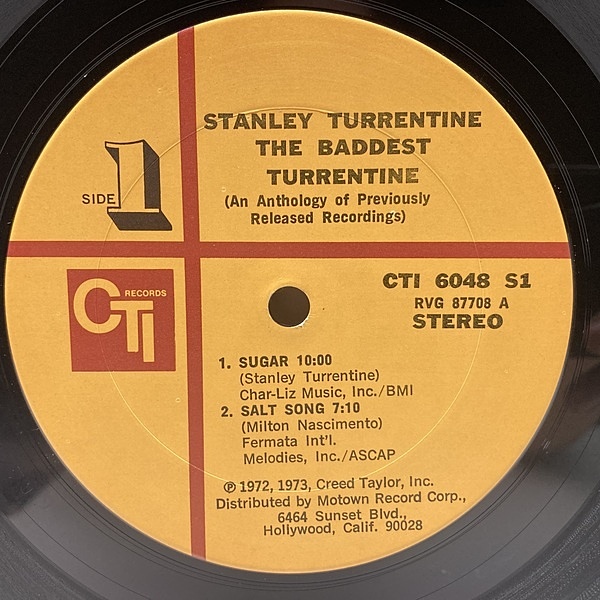 STANLEY TURRENTINE
THE BADDEST
TURRENTINE
(An Anthology of Previously
Released Recordings)
SIDE 1
CTI RECORDS
CTI 6048 S1
RVG 87708 A
STEREO
1. SUGAR 10:00
(Stanley Turrentine)
Char-Liz Music, Inc./BMI
2. SALT SONG 7:10
(Milton Nascimento)
Fermata Int'l.
Melodies, Inc./ASCAP
℗ 1972, 1973, Creed Taylor, Inc.
Distributed by Motown Record Corp.,
6464 Sunset Blvd.,
Hollywood, Calif. 90028